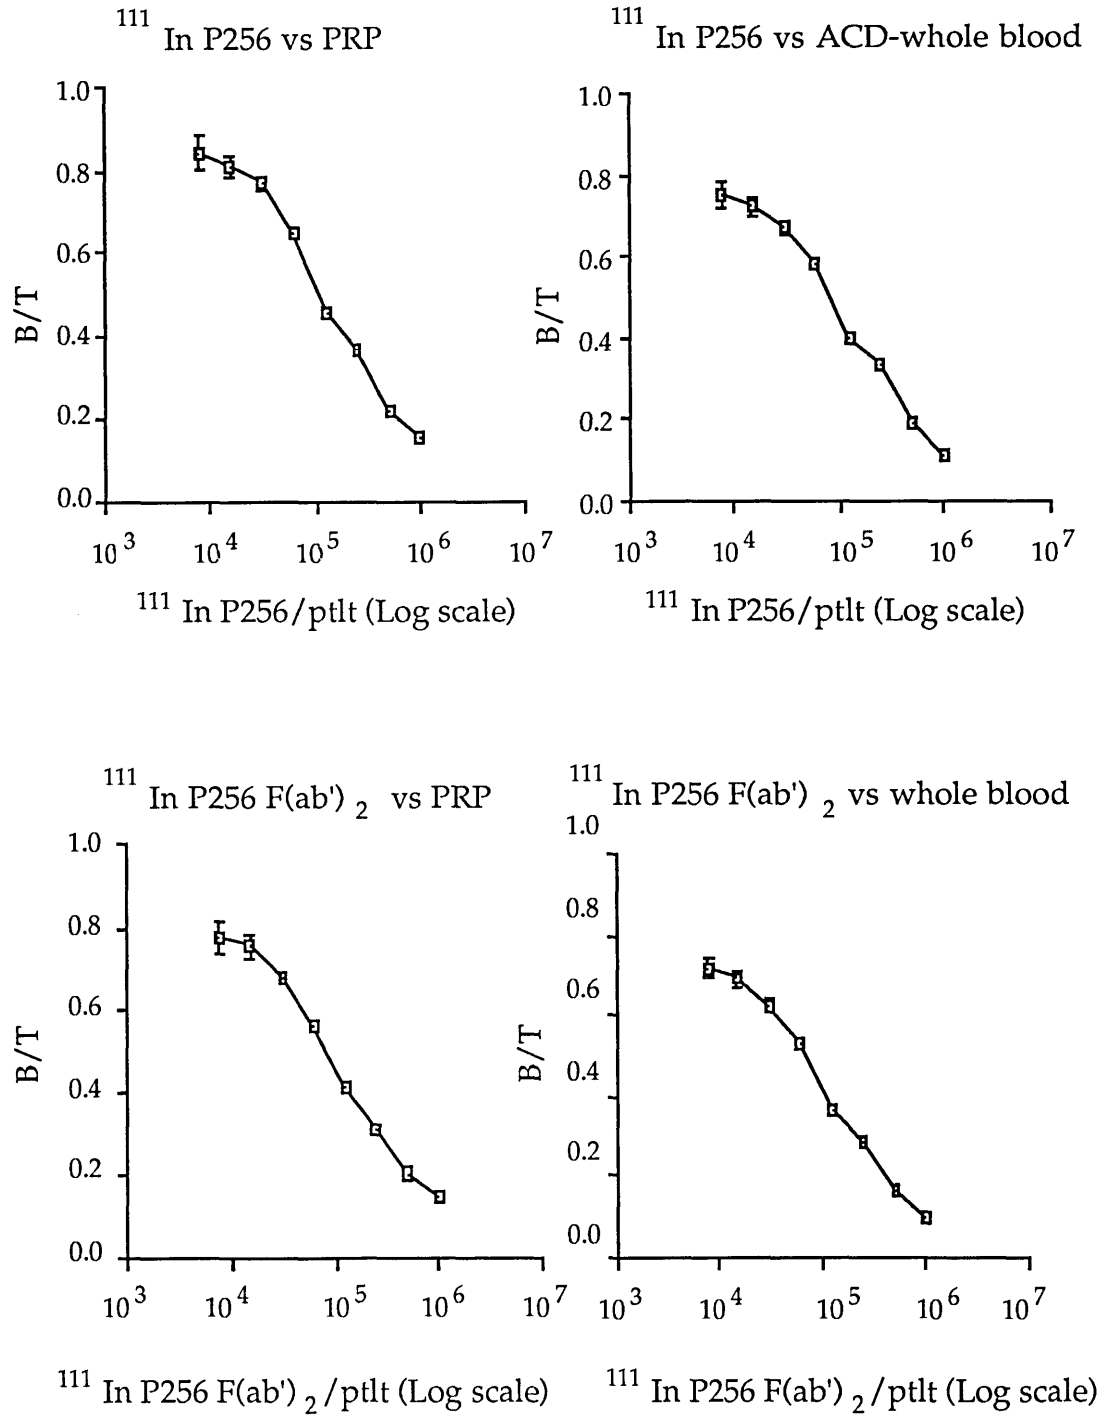 111 In P256 vs PRP
1.0
0.8
0.6
0.4
0.2
0.0
B/T
10^3 10^4 10^5 10^6 10^7
111 In P256/ptlt (Log scale)
111 In P256 vs ACD-whole blood
1.0
0.8
0.6
0.4
0.2
0.0
B/T
10^3 10^4 10^5 10^6 10^7
111 In P256/ptlt (Log scale)
111 In P256 F(ab') 2 vs PRP
1.0
0.8
0.6
0.4
0.2
0.0
B/T
10^3 10^4 10^5 10^6 10^7
111 In P256 F(ab') 2 /ptlt (Log scale)
111 In P256 F(ab') 2 vs whole blood
1.0
0.8
0.6
0.4
0.2
0.0
B/T
10^3 10^4 10^5 10^6 10^7
111 In P256 F(ab') 2 /ptlt (Log scale)